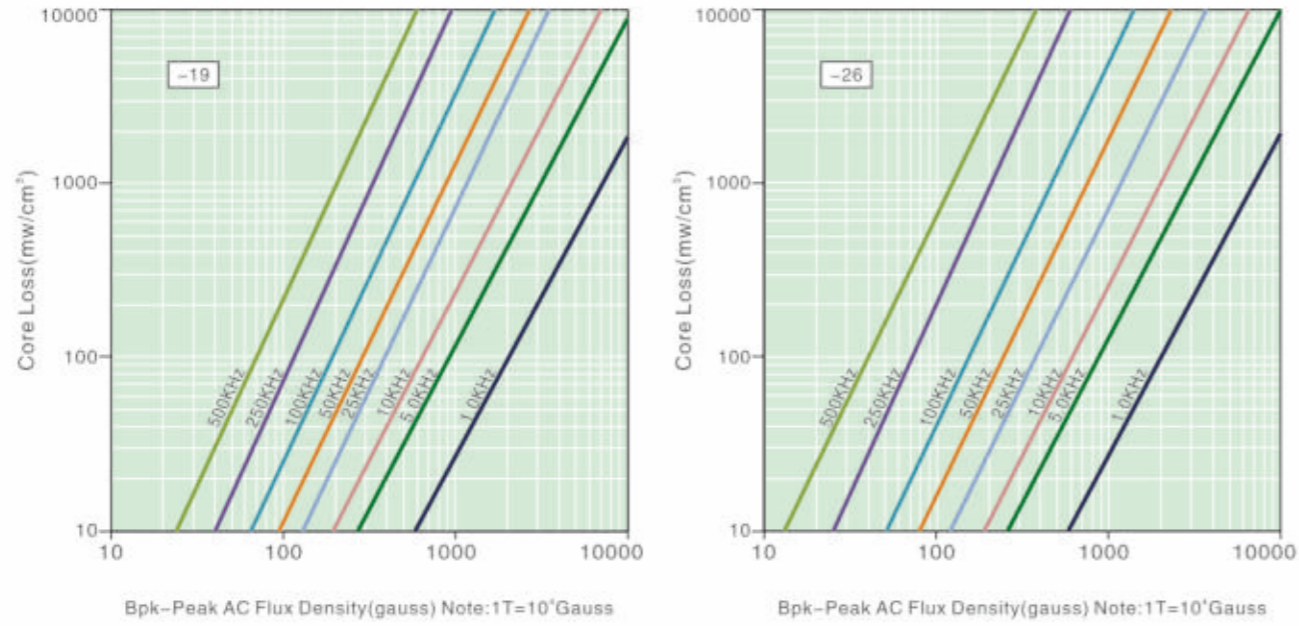 10000
1000
100
10
Core Loss(mw/cm³)
-19
500KHz
250KHz
100KHz
50KHz
25KHz
10KHz
5.0KHz
1.0KHz
10
100
1000
10000
Bpk-Peak AC Flux Density(gauss) Note:1T=10⁴Gauss
10000
1000
100
10
Core Loss(mw/cm³)
-26
500KHz
250KHz
100KHz
50KHz
25KHz
10KHz
5.0KHz
1.0KHz
10
100
1000
10000
Bpk-Peak AC Flux Density(gauss) Note:1T=10⁴Gauss